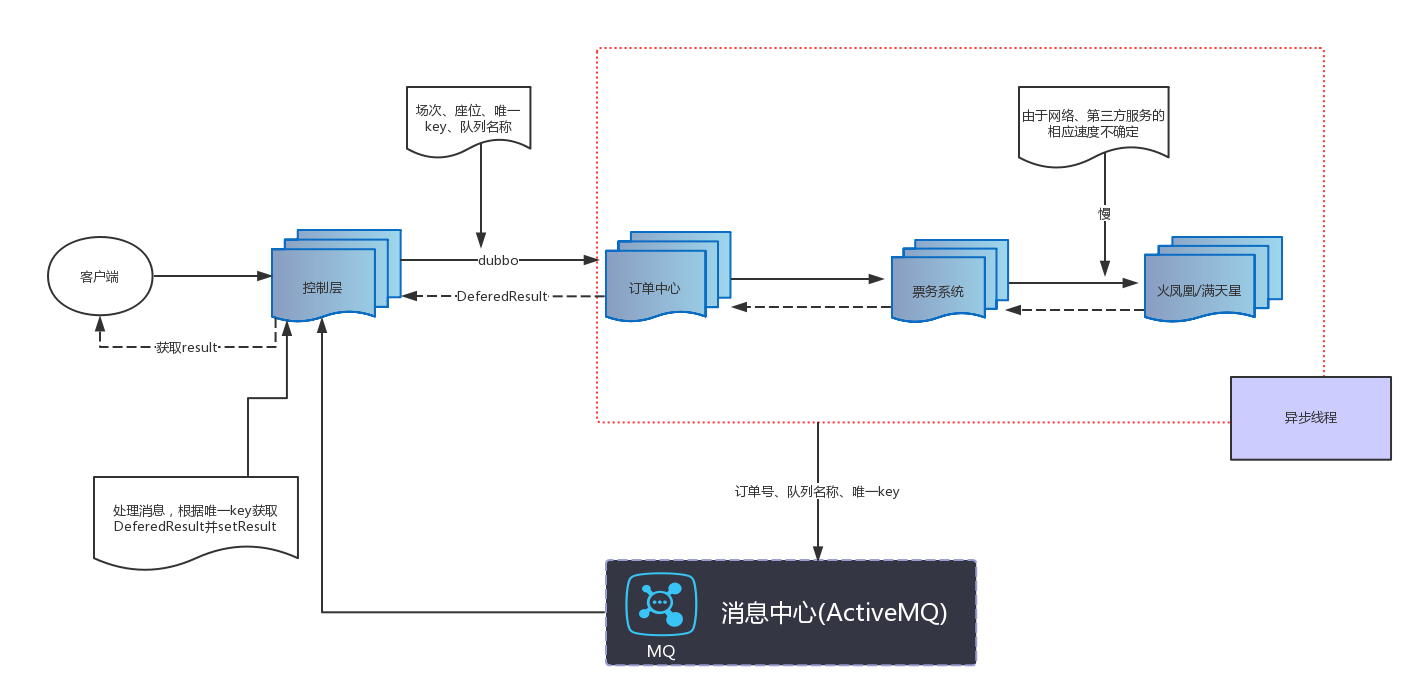 场次、座位、唯一
key、队列名称
由于网络、第三方服务的
相应速度不确定
慢
客户端
控制层
dubbo
DeferedResult
订单中心
票务系统
火凤凰/满天星
获取result
异步线程
订单号、队列名称、唯一key
处理消息，根据唯一key获取
DeferedResult并setResult
消息中心(ActiveMQ)
MQ